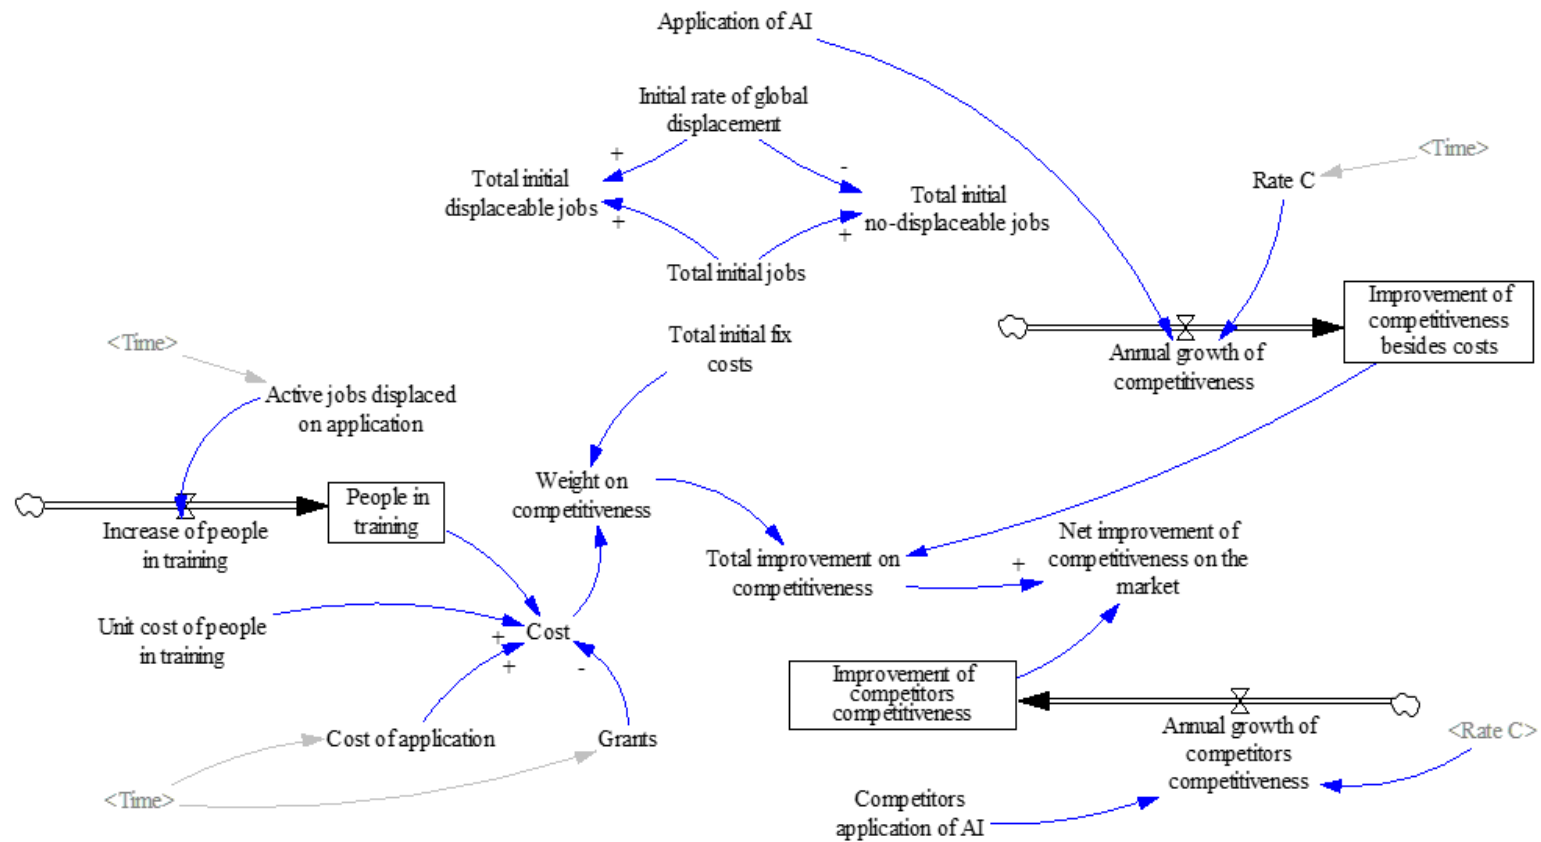 Application of AI
Initial rate of global
displacement
<Time>
+
-
Total initial
displaceable jobs
Rate C
Total initial
no-displaceable jobs
+
+
Total initial jobs
Improvement of
competitiveness
besides costs
Total initial fix
costs
<Time>
Annual growth of
competitiveness
Active jobs displaced
on application
Weight on
competitiveness
People in
training
Increase of people
in training
Net improvement of
competitiveness on the
market
Total improvement on
competitiveness
+
Unit cost of people
in training
Cost
+
+
-
Improvement of
competitors
competitiveness
Annual growth of
competitors
competitiveness
<Rate C>
Cost of application
Grants
<Time>
Competitors
application of AI